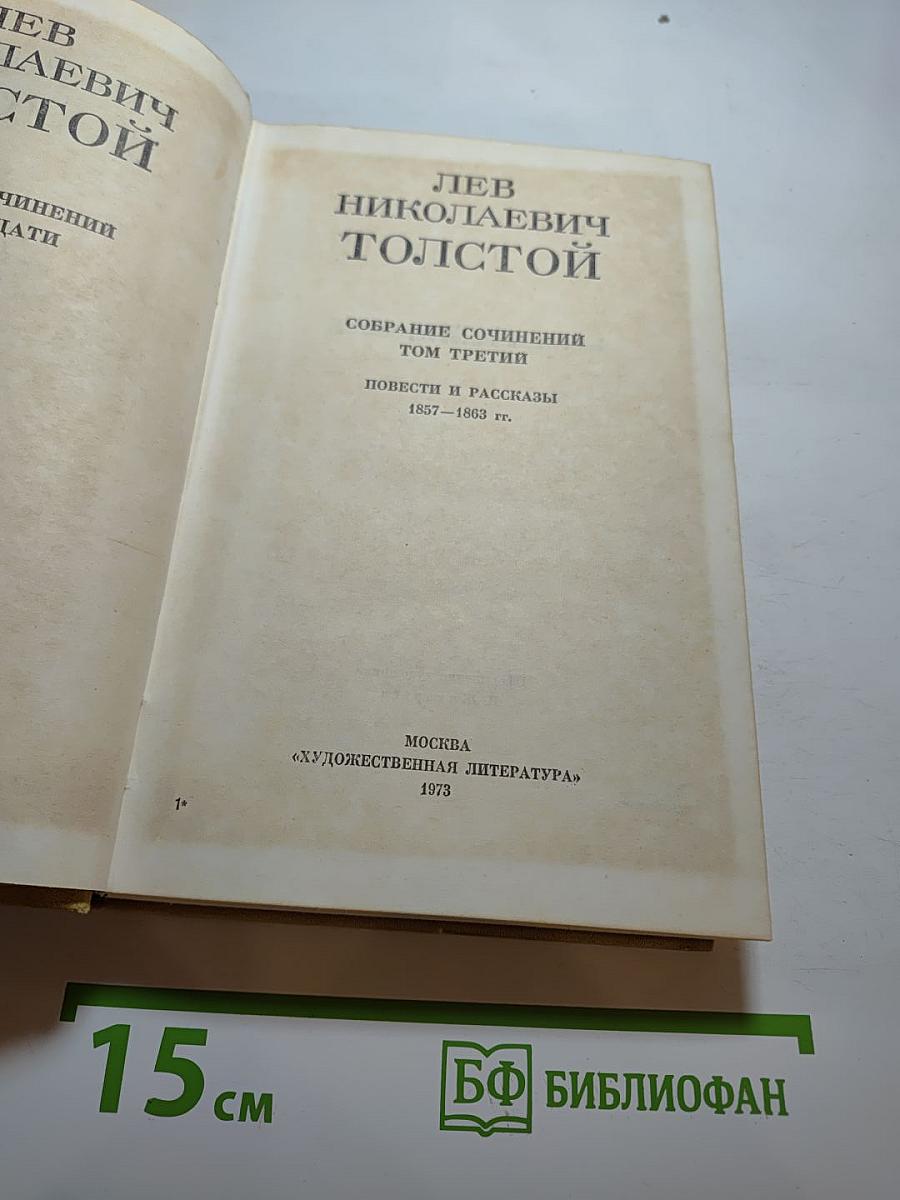 ЛЕВ
НИКОЛАЕВИЧ
ТОЛСТОЙ
СОБРАНИЕ СОЧИНЕНИЙ
ТОМ ТРЕТИЙ
ПОВЕСТИ И РАССКАЗЫ
1857—1863 гг.
МОСКВА
«ХУДОЖЕСТВЕННАЯ ЛИТЕРАТУРА»
1973
1*
15 см
БФ БИБЛИОФАН